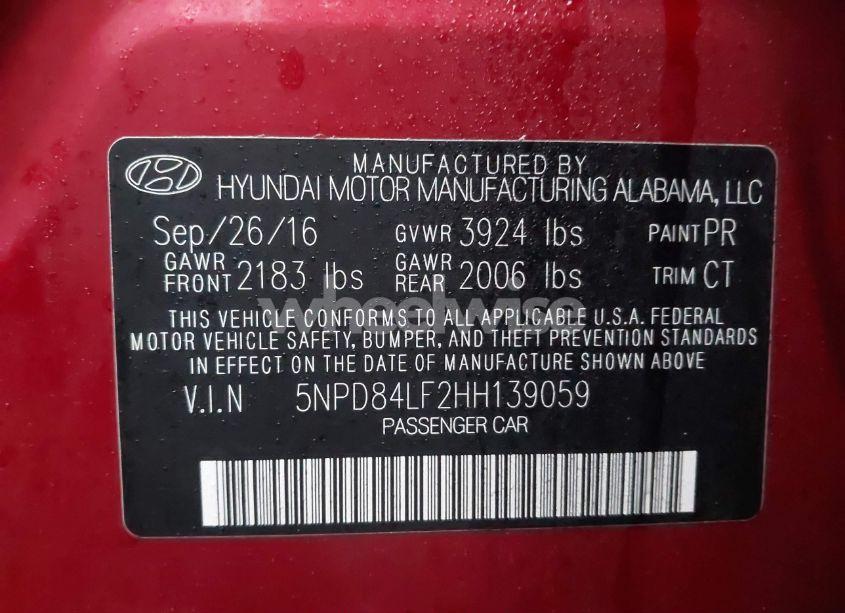 MANUFACTURED BY
HYUNDAI MOTOR MANUFACTURING ALABAMA, LLC
Sep/26/16 GVWR 3924 lbs PAINT PR
GAWR FRONT 2183 lbs GAWR REAR 2006 lbs TRIM CT
wheelwise
THIS VEHICLE CONFORMS TO ALL APPLICABLE U.S.A. FEDERAL
MOTOR VEHICLE SAFETY, BUMPER, AND THEFT PREVENTION STANDARDS
IN EFFECT ON THE DATE OF MANUFACTURE SHOWN ABOVE.
V.I.N 5NPD84LF2HH139059
PASSENGER CAR